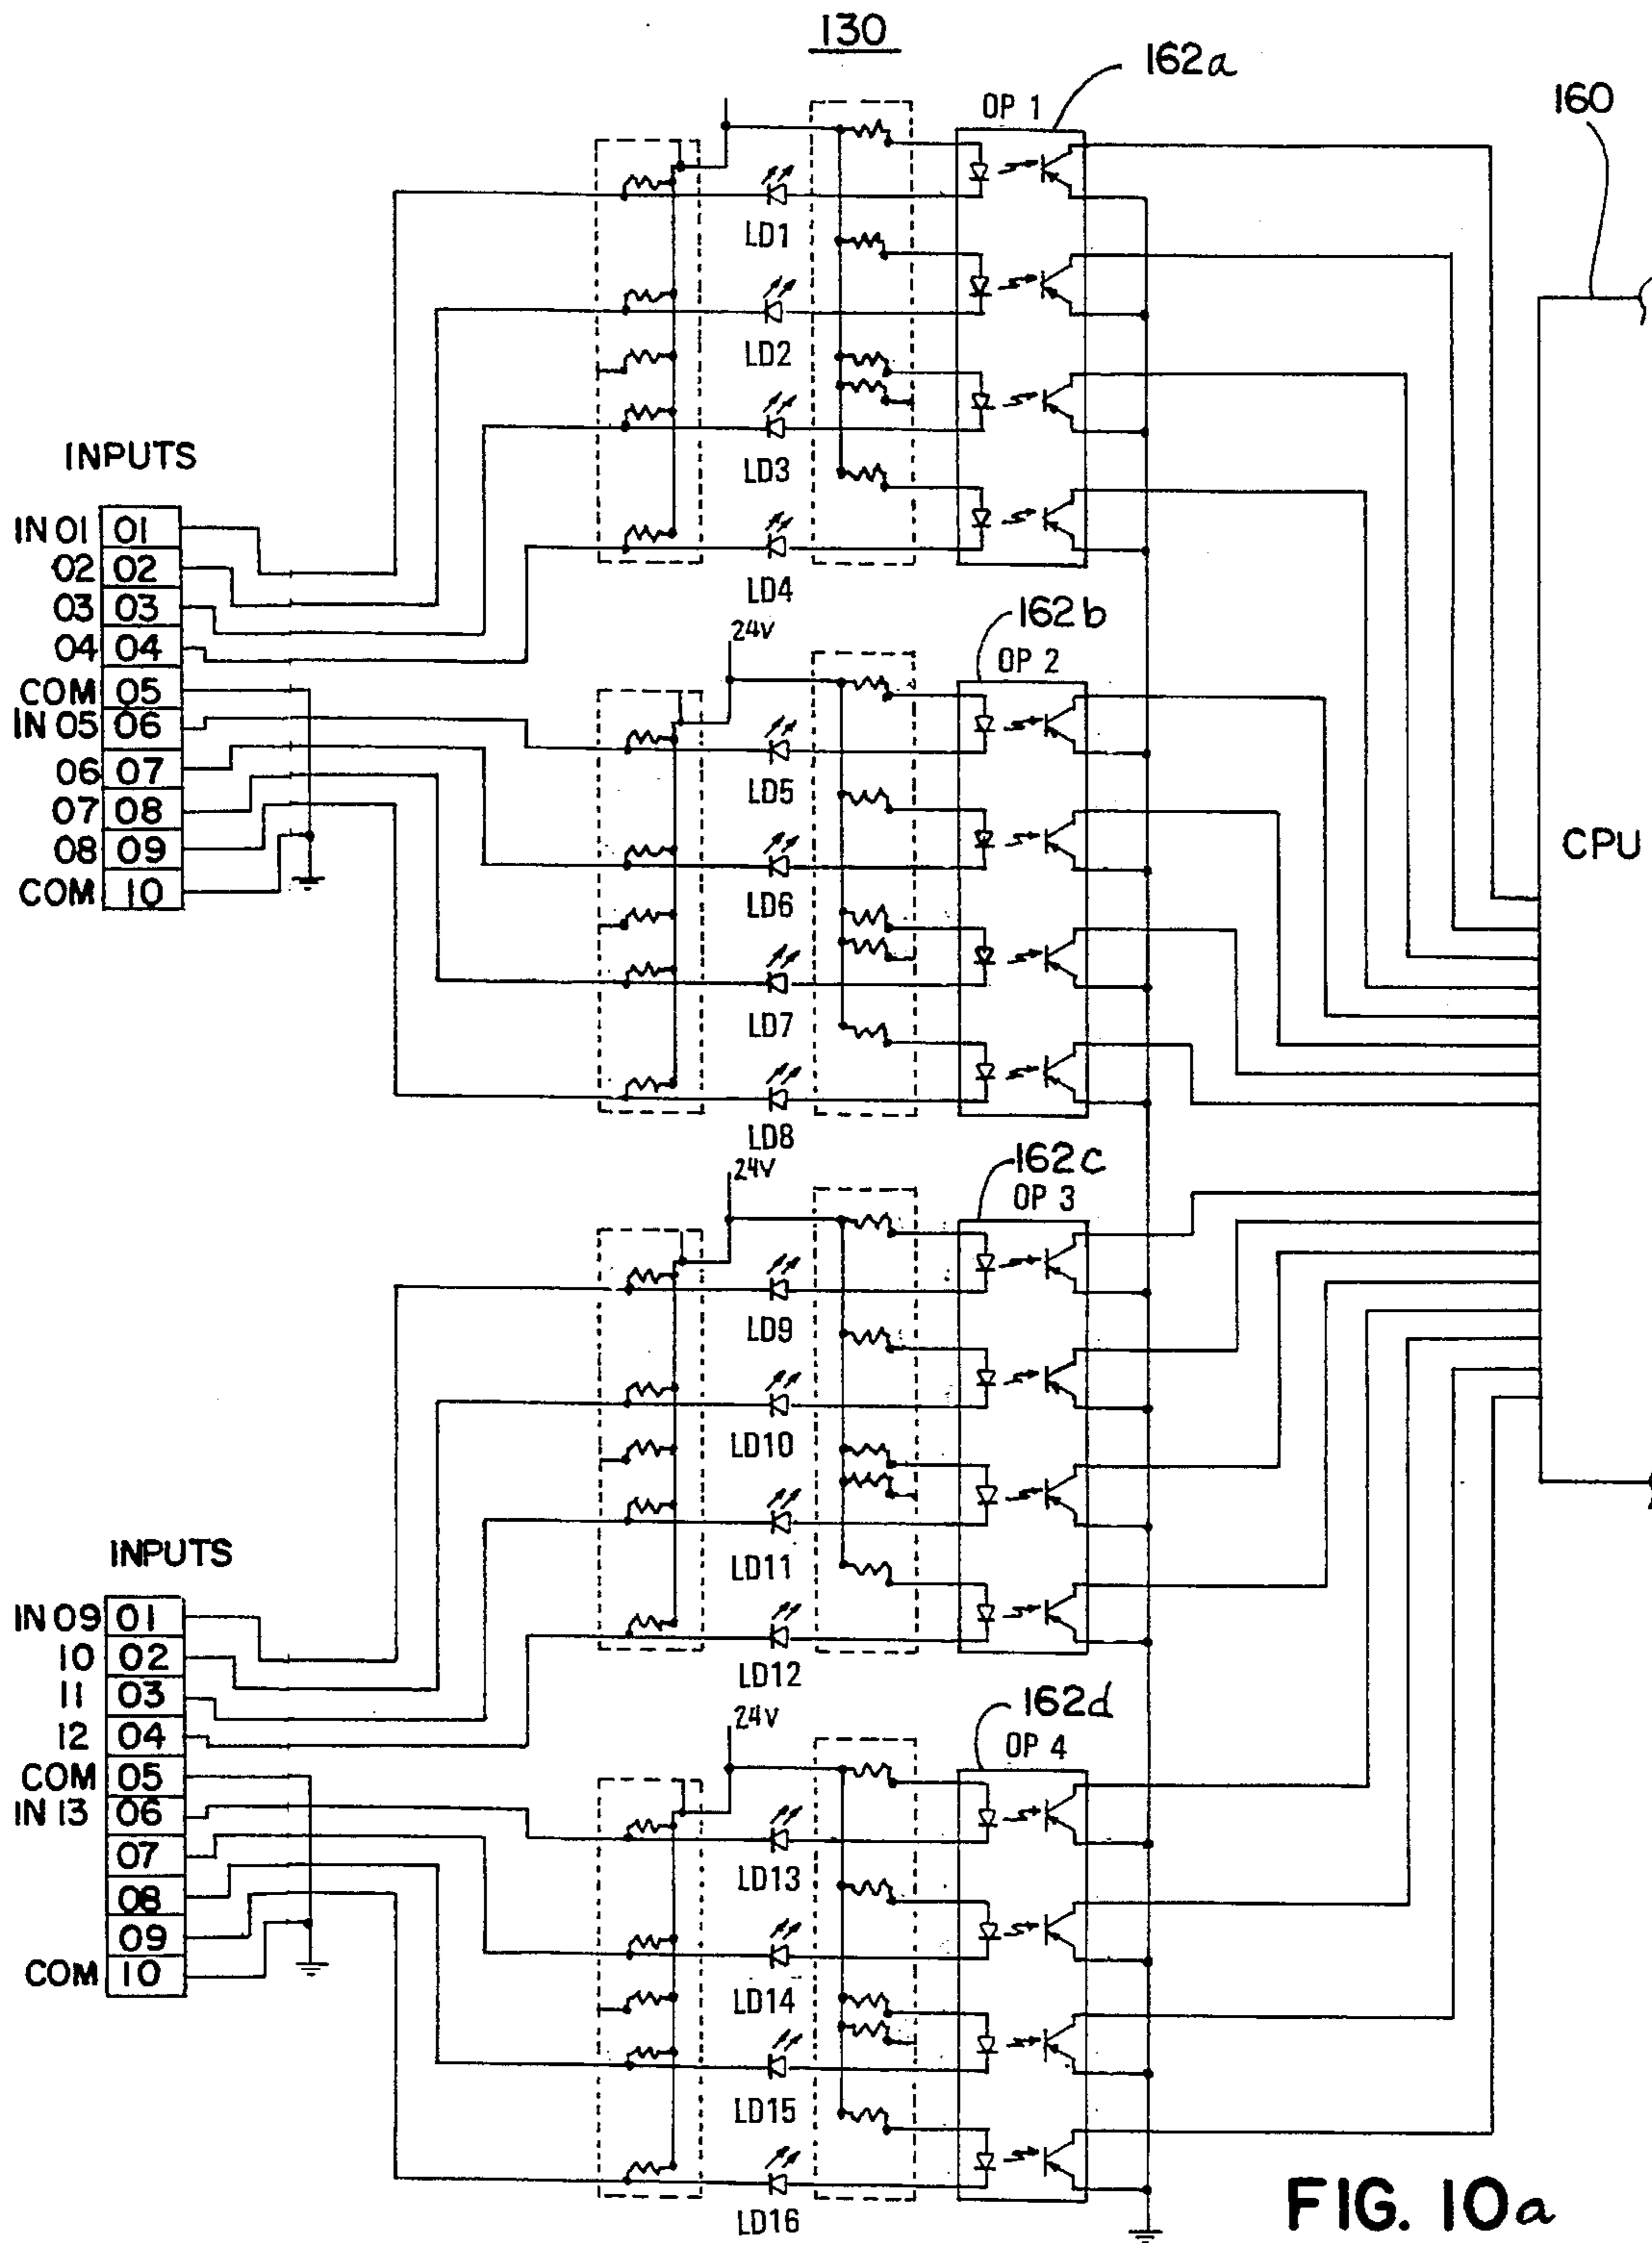 130
162a
OP 1
160
LD1
LD2
LD3
LD4
INPUTS
IN 01 01
02 02
03 03
04 04
COM 05
IN 05 06
06 07
07 08
08 09
COM 10
24V
162b
OP 2
LD5
LD6
LD7
LD8
CPU
24V
162c
OP 3
LD9
LD10
LD11
LD12
INPUTS
IN 09 01
10 02
11 03
12 04
COM 05
IN 13 06
07
08
09
COM 10
24V
162d
OP 4
LD13
LD14
LD15
LD16
FIG. 10a